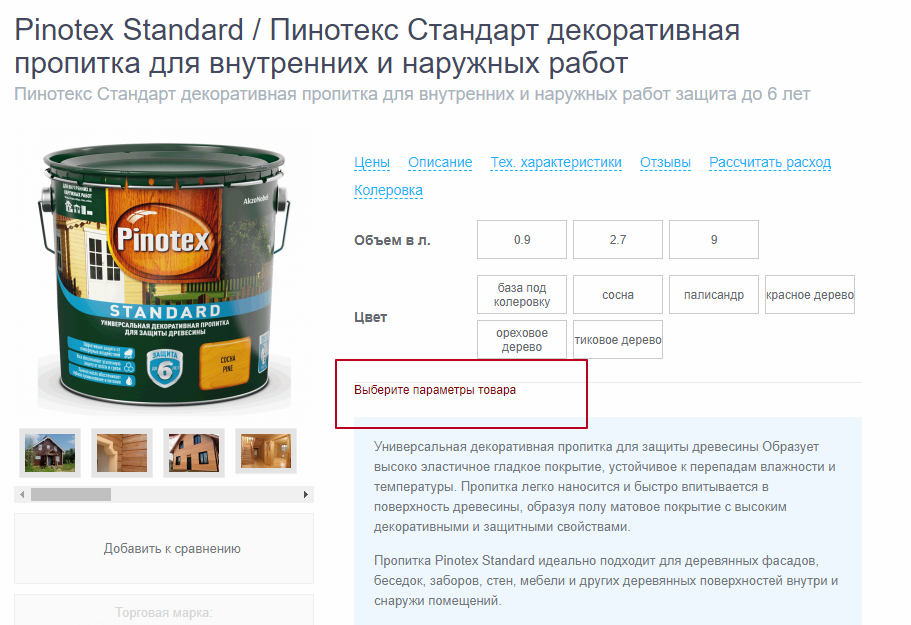 Pinotex Standard / Пинотекс Стандарт декоративная
пропитка для внутренних и наружных работ
Пинотекс Стандарт декоративная пропитка для внутренних и наружных работ защита до 6 лет
ДЛЯ ВНУТРЕННИХ И
НАРУЖНЫХ РАБОТ
AkzoNobel
Pinotex
STANDARD
УНИВЕРСАЛЬНАЯ ДЕКОРАТИВНАЯ ПРОПИТКА
ДЛЯ ЗАЩИТЫ ДРЕВЕСИНЫ
ЗАЩИТА
ДО 6 ЛЕТ
СОСНА
PINE
Цены Описание Тех. характеристики Отзывы Рассчитать расход
Колеровка
Объем в л. 0.9 2.7 9
Цвет
база под
колеровку
сосна палисандр красное дерево
ореховое
дерево
тиковое дерево
Выберите параметры товара
Универсальная декоративная пропитка для защиты древесины Образует
высоко эластичное гладкое покрытие, устойчивое к перепадам влажности и
температуры. Пропитка легко наносится и быстро впитывается в
поверхность древесины, образуя полу матовое покрытие с высоким
декоративными и защитными свойствами.
Пропитка Pinotex Standard идеально подходит для деревянных фасадов,
беседок, заборов, стен, мебели и других деревянных поверхностей внутри и
снаружи помещений.
Добавить к сравнению
Торговая марка: